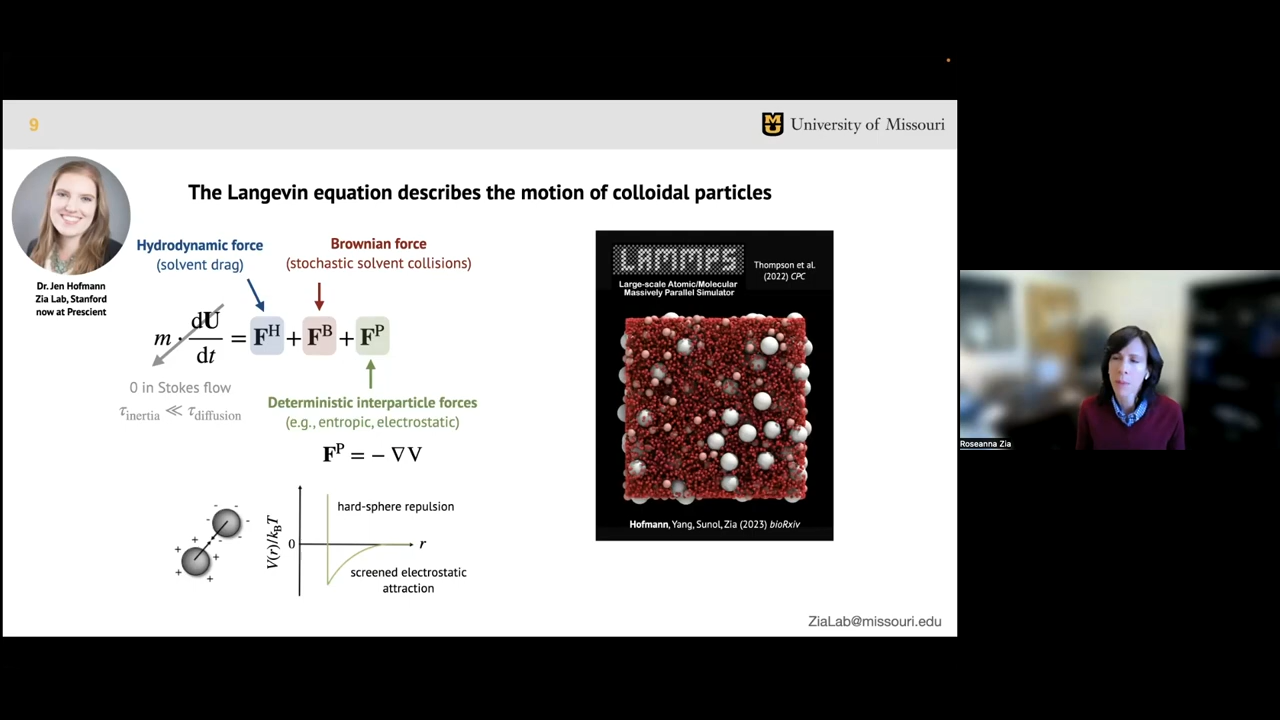 9
MU
University of Missouri
The Langevin equation describes the motion of colloidal particles
Dr. Jen Hofmann
Zia Lab, Stanford
now at Prescient
Hydrodynamic force
(solvent drag)
Brownian force
(stochastic solvent collisions)
m · dU/dt = F^H + F^B + F^P
0 in Stokes flow
τ_inertia ≪ τ_diffusion
Deterministic interparticle forces
(e.g., entropic, electrostatic)
F^P = − ∇V
V(r)/k_BT
0
r
hard-sphere repulsion
screened electrostatic
attraction
LAMMPS
Large-scale Atomic/Molecular
Massively Parallel Simulator
Thompson et al.
(2022) CPC
Hofmann, Yang, Sunol, Zia (2023) bioRxiv
ZiaLab@missouri.edu
Roseanna Zia